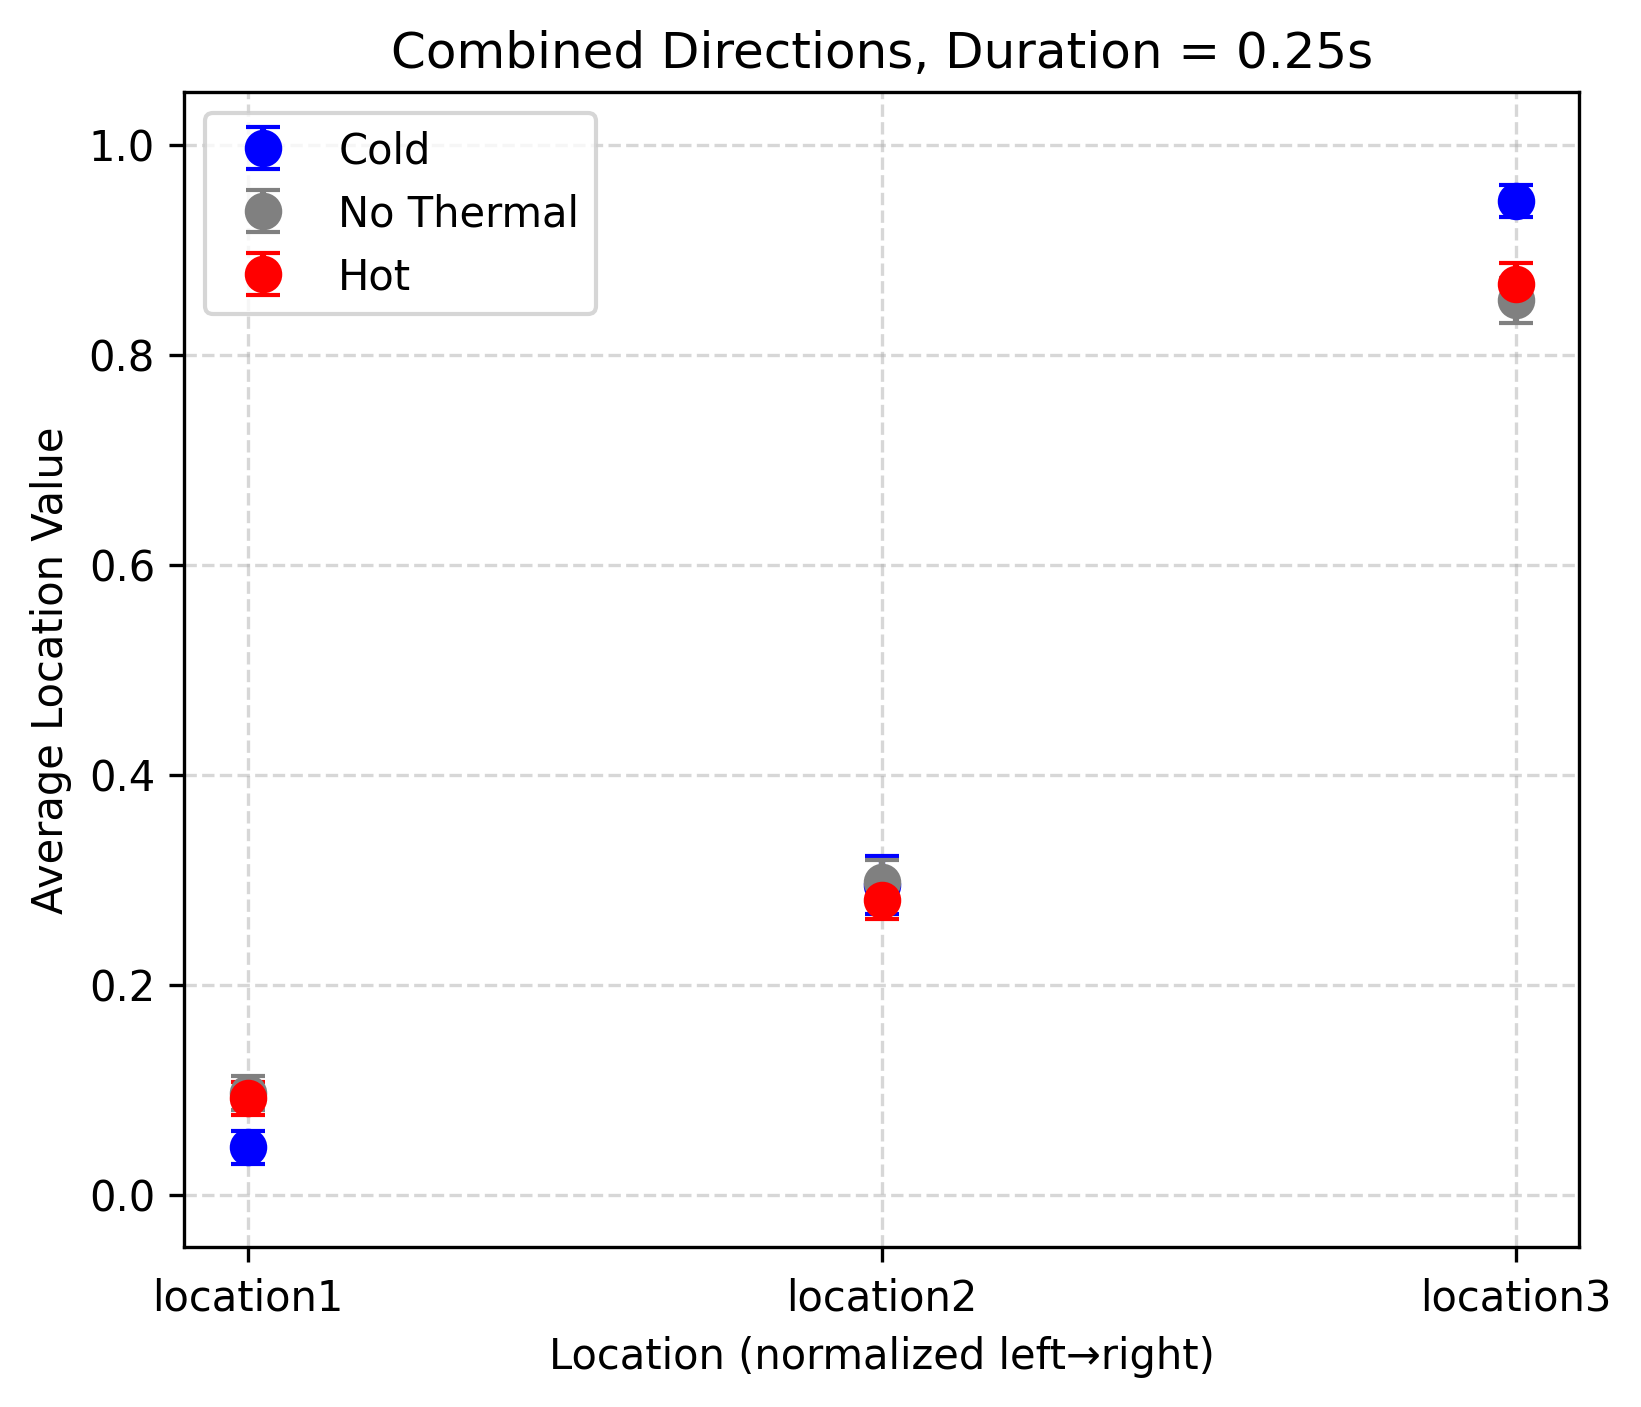 Combined Directions, Duration = 0.25s
Cold
No Thermal
Hot
1.0
0.8
0.6
0.4
0.2
0.0
Average Location Value
location1
location2
location3
Location (normalized left→right)